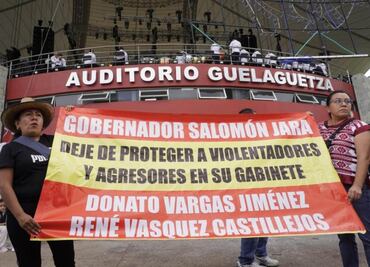 AUDITORIO GUELAGUETZA
GOBERNADOR SALOMÓN JARA
DEJE DE PROTEGER A VIOLENTADORES
Y AGRESORES EN SU GABINETE
DONATO VARGAS JIMÉNEZ
RENÉ VASQUEZ CASTILLEJOS